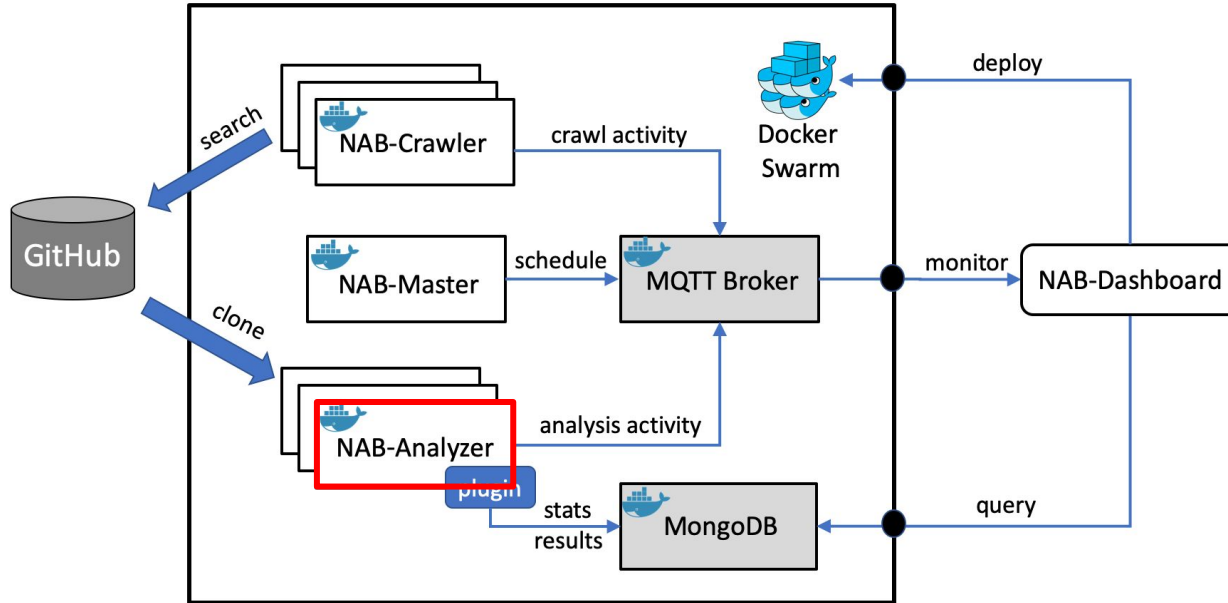 deploy
search
NAB-Crawler
crawl activity
Docker
Swarm
GitHub
NAB-Master
schedule
MQTT Broker
monitor
NAB-Dashboard
clone
NAB-Analyzer
analysis activity
plugin
stats
results
MongoDB
query